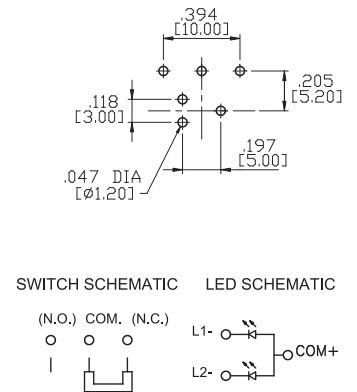 .394
[10.00]
.205
[5.20]
.118
[3.00]
.197
[5.00]
.047 DIA
[Ø1.20]
SWITCH SCHEMATIC LED SCHEMATIC
(N.O.) COM. (N.C.)
L1-
COM+
L2-